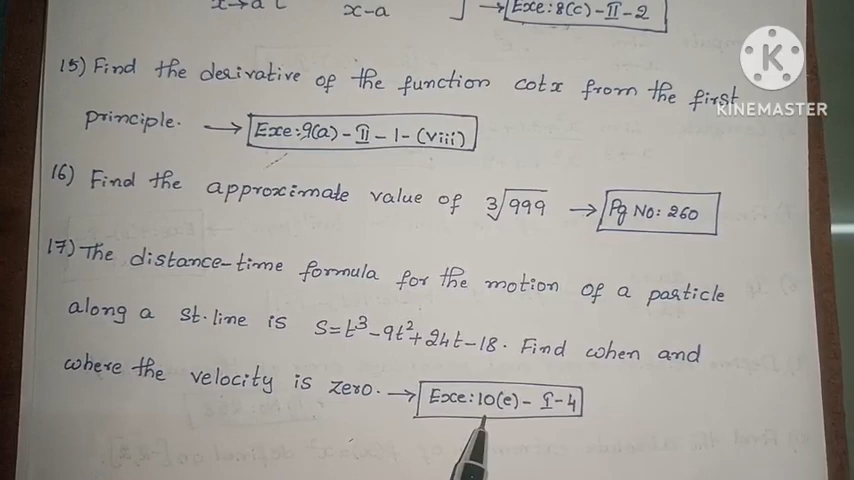 x→a [ x-a ] → Exe:8(c)-II-2
15) Find the derivative of the function cotx from the first
principle. → Exe:9(a)-II-1-(viii)
16) Find the approximate value of ∛999 → Pg No: 260
17) The distance-time formula for the motion of a particle
along a st.line is S=t³-9t²+24t-18. Find when and
where the velocity is zero. → Exe:10(e)-I-4
K
KINEMASTER